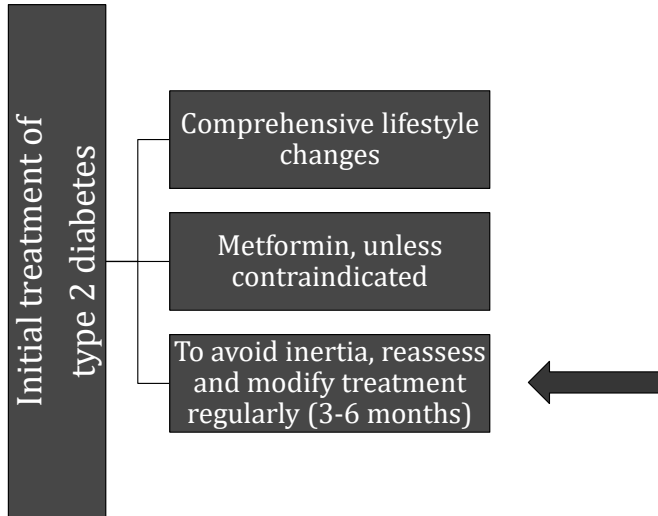 Initial treatment of
type 2 diabetes
Comprehensive lifestyle
changes
Metformin, unless
contraindicated
To avoid inertia, reassess
and modify treatment
regularly (3-6 months)